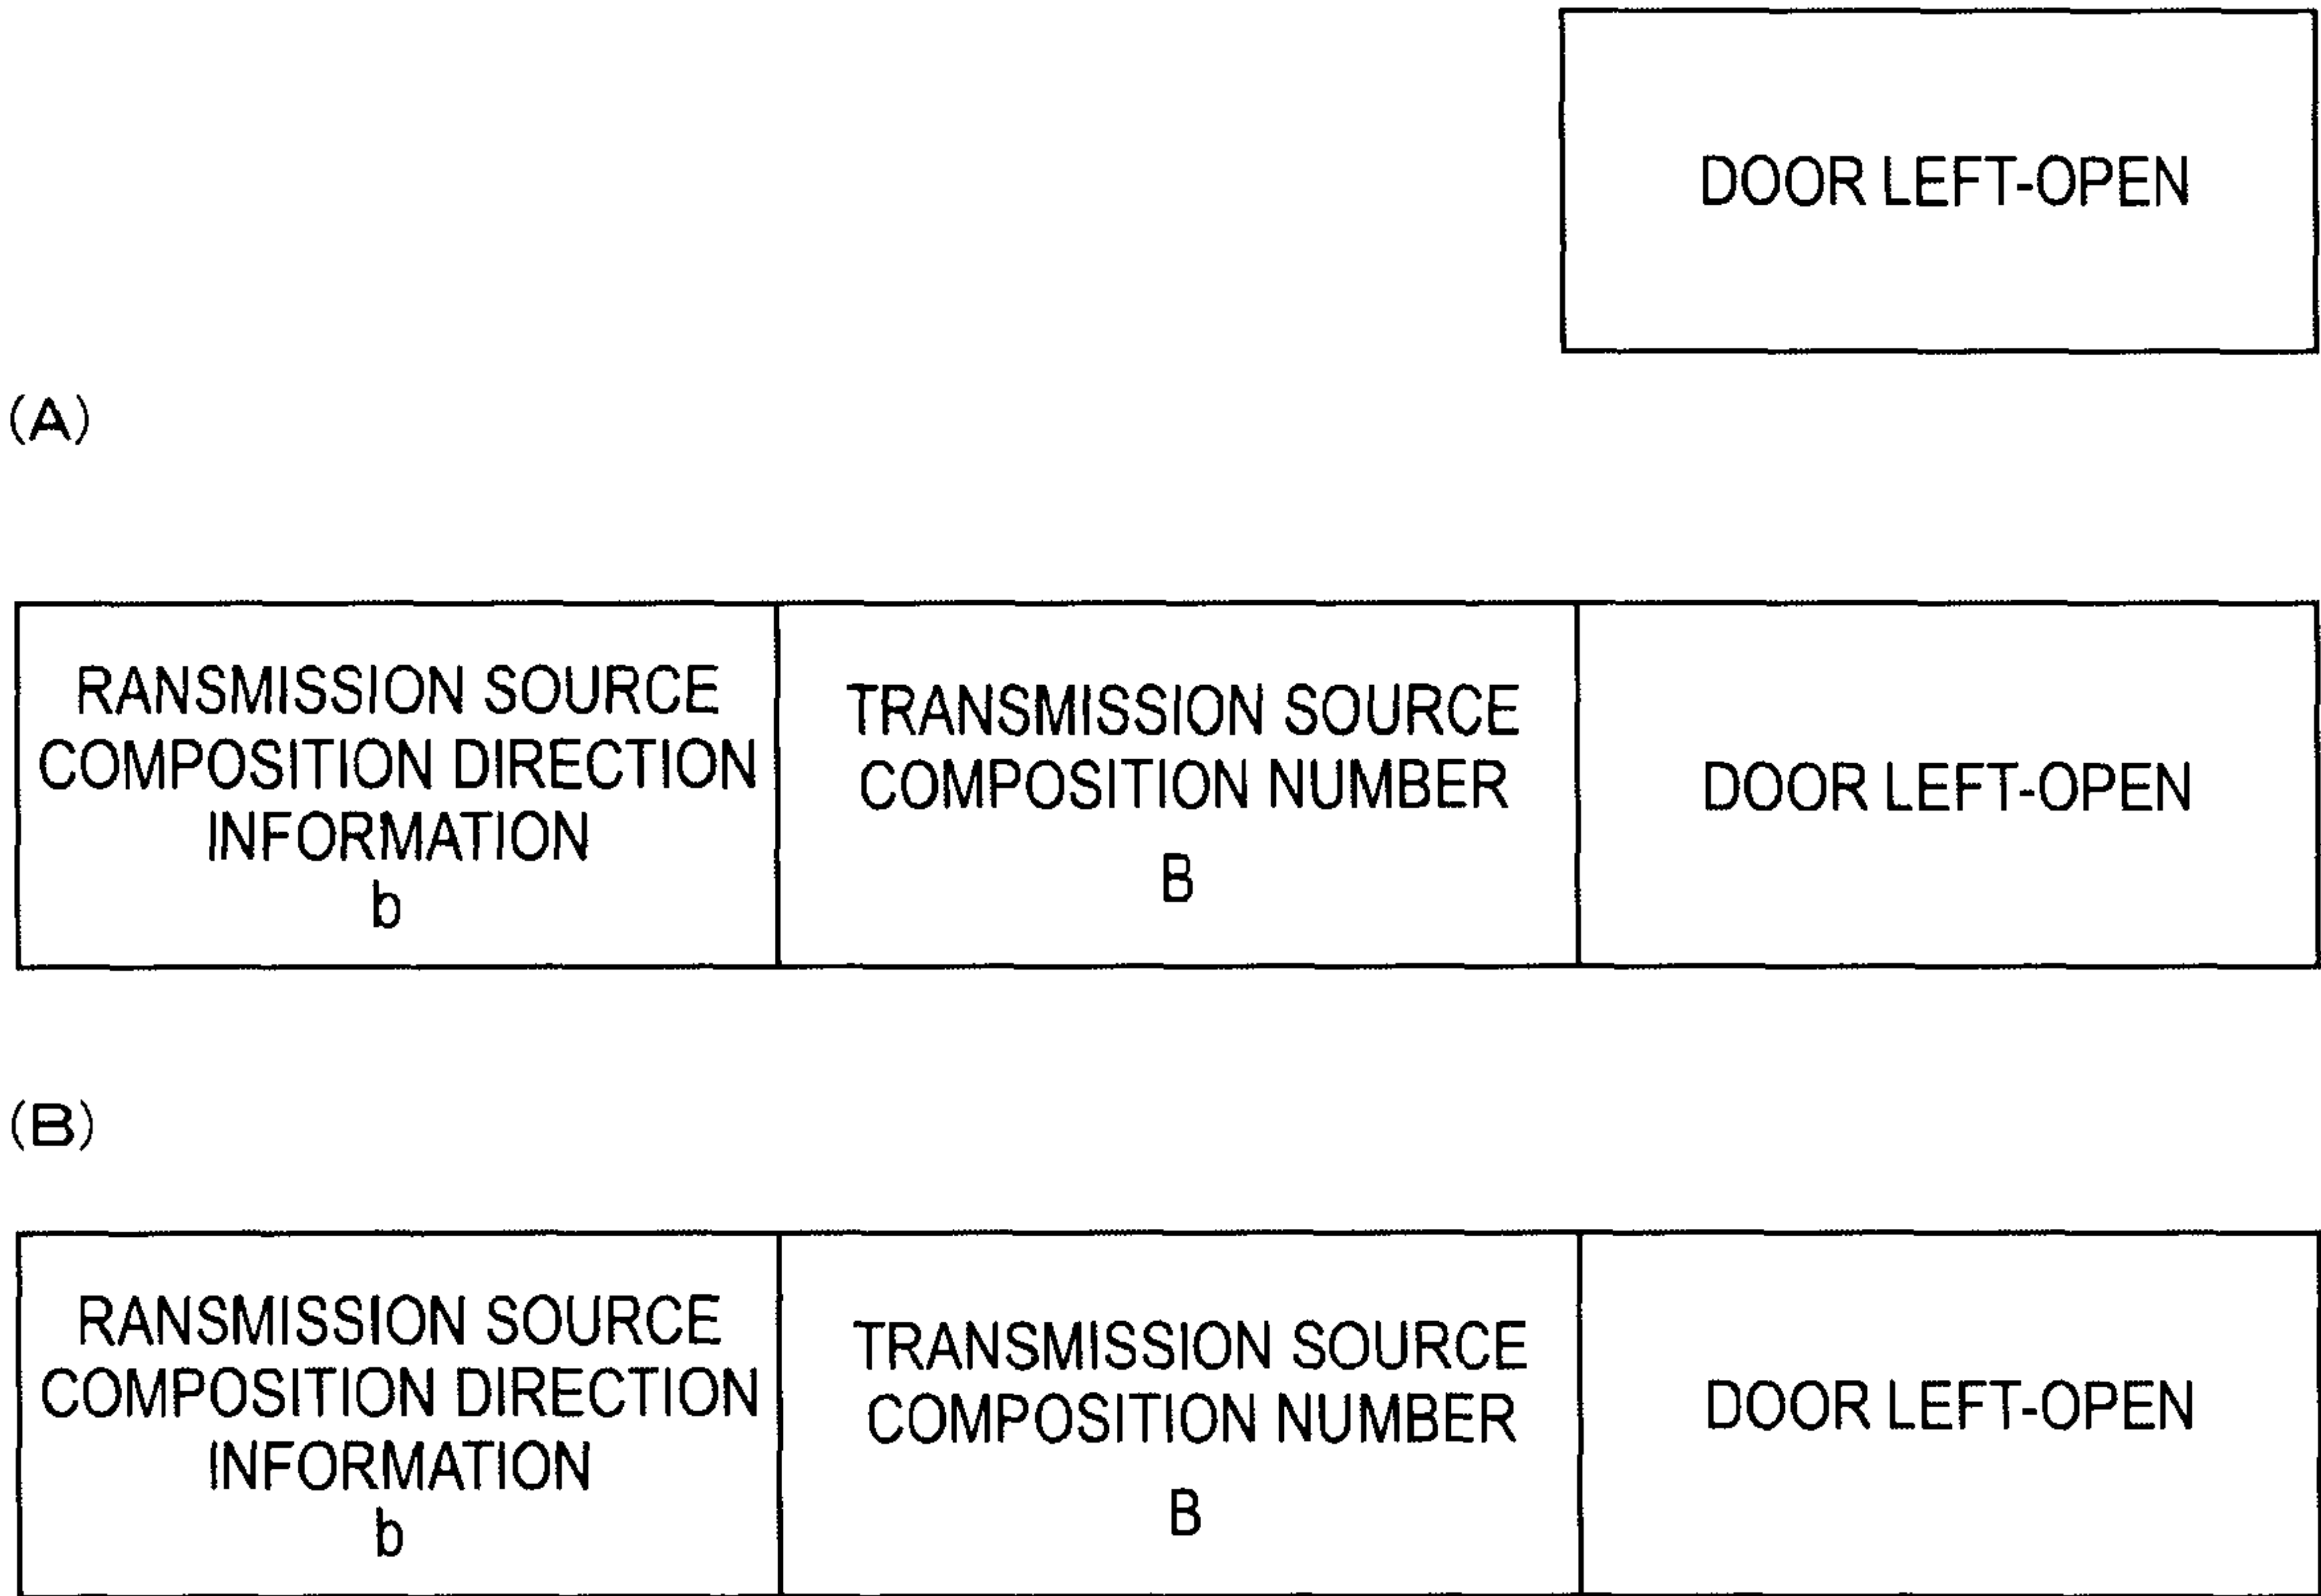 DOOR LEFT-OPEN
(A)
RANSMISSION SOURCE
COMPOSITION DIRECTION
INFORMATION
b
TRANSMISSION SOURCE
COMPOSITION NUMBER
B
DOOR LEFT-OPEN
(B)
RANSMISSION SOURCE
COMPOSITION DIRECTION
INFORMATION
b
TRANSMISSION SOURCE
COMPOSITION NUMBER
B
DOOR LEFT-OPEN